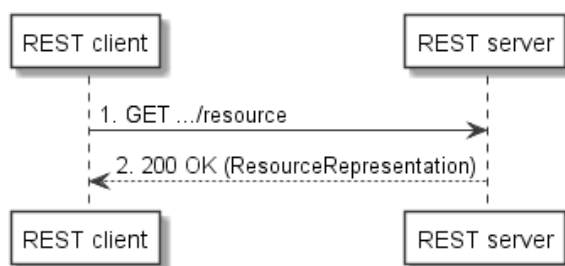 REST client
REST server
1. GET .../resource
2. 200 OK (ResourceRepresentation)
REST client
REST server